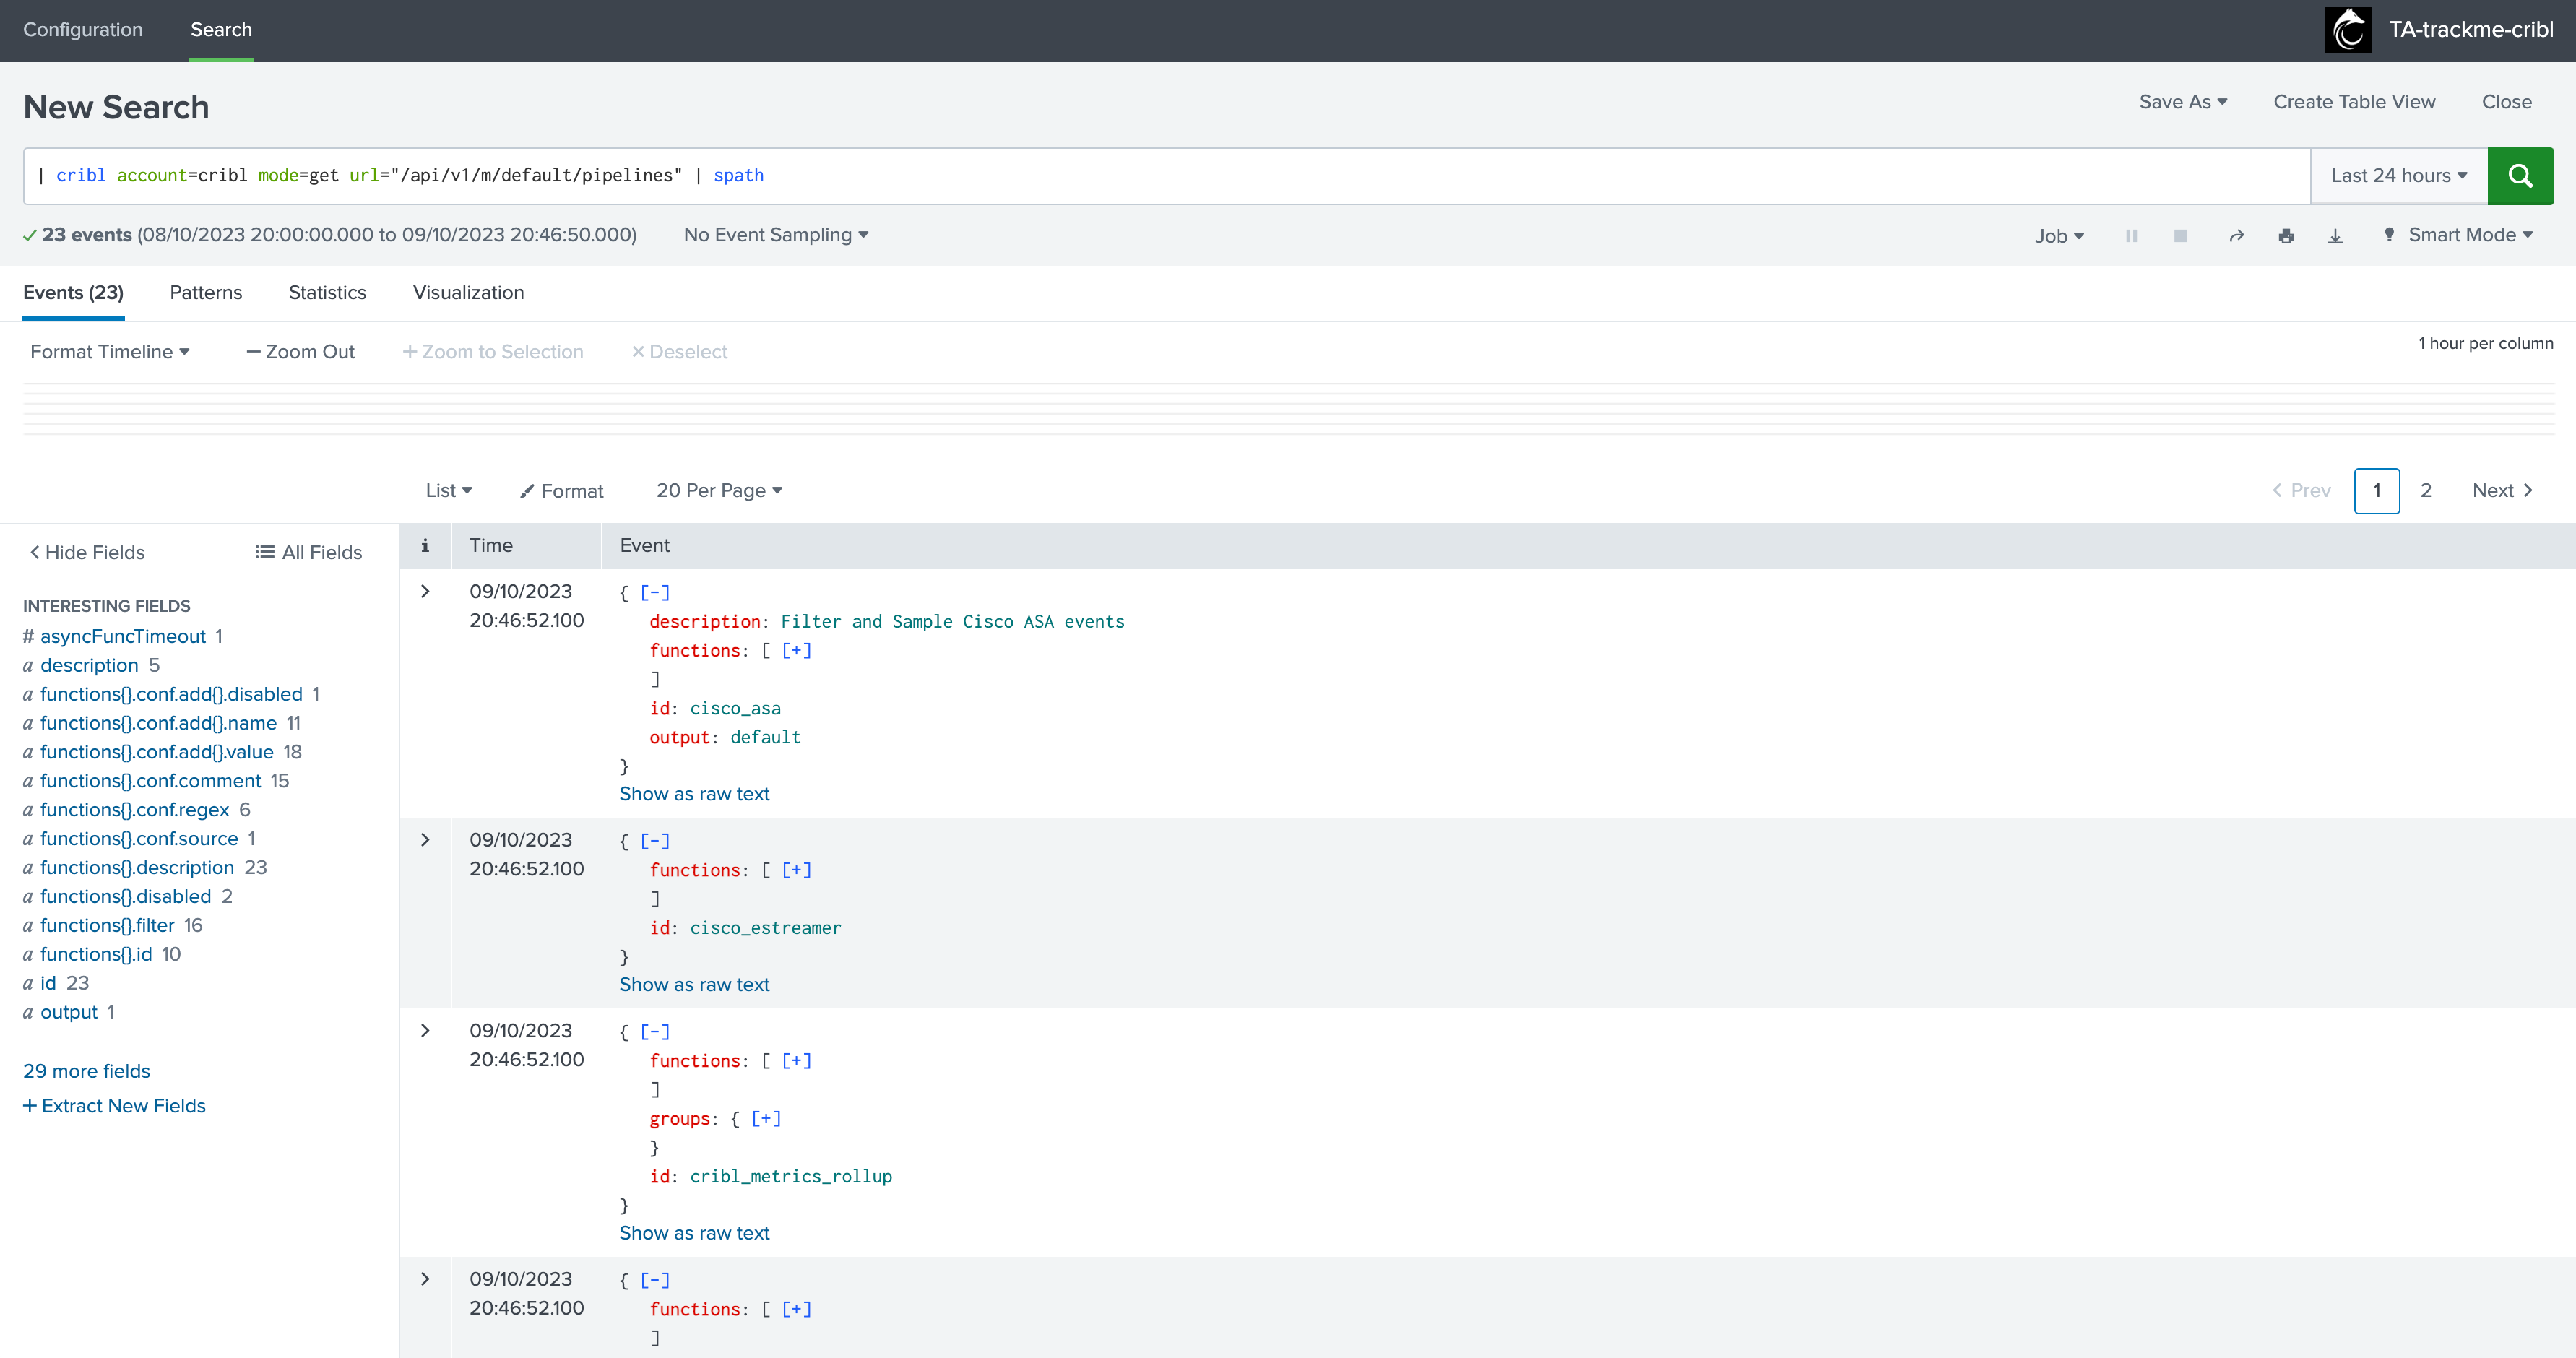 Configuration Search TA-trackme-cribl
New Search Save As Create Table View Close
| cribl account=cribl mode=get url="/api/v1/m/default/pipelines" | spath Last 24 hours
23 events (08/10/2023 20:00:00.000 to 09/10/2023 20:46:50.000) No Event Sampling Job Smart Mode
Events (23) Patterns Statistics Visualization
Format Timeline — Zoom Out + Zoom to Selection × Deselect 1 hour per column
List Format 20 Per Page < Prev 1 2 Next >
< Hide Fields All Fields
INTERESTING FIELDS
# asyncFuncTimeout 1
a description 5
a functions{}.conf.add{}.disabled 1
a functions{}.conf.add{}.name 11
a functions{}.conf.add{}.value 18
a functions{}.conf.comment 15
a functions{}.conf.regex 6
a functions{}.conf.source 1
a functions{}.description 23
a functions{}.disabled 2
a functions{}.filter 16
a functions{}.id 10
a id 23
a output 1
29 more fields
+ Extract New Fields
i Time Event
> 09/10/2023 { [-]
20:46:52.100 description: Filter and Sample Cisco ASA events
functions: [ [+]
]
id: cisco_asa
output: default
}
Show as raw text
> 09/10/2023 { [-]
20:46:52.100 functions: [ [+]
]
id: cisco_estreamer
}
Show as raw text
> 09/10/2023 { [-]
20:46:52.100 functions: [ [+]
]
groups: { [+]
}
id: cribl_metrics_rollup
}
Show as raw text
> 09/10/2023 { [-]
20:46:52.100 functions: [ [+]
]